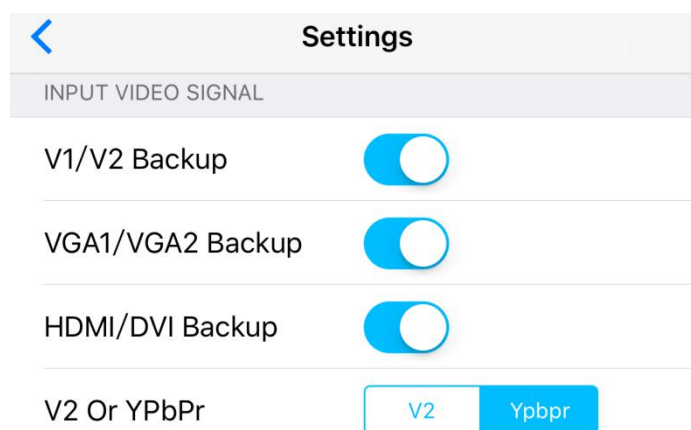 Settings
INPUT VIDEO SIGNAL
V1/V2 Backup
VGA1/VGA2 Backup
HDMI/DVI Backup
V2 Or YPbPr V2 Ypbpr